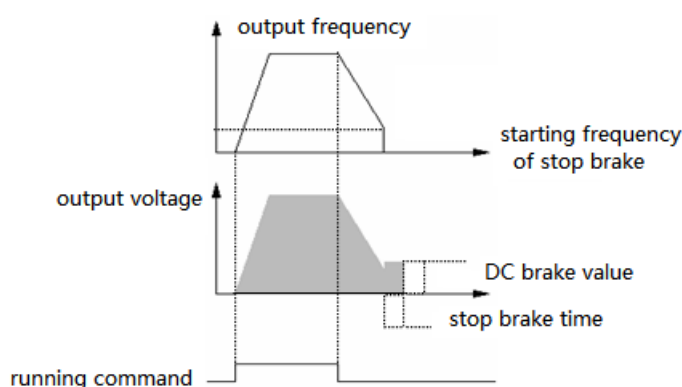 output frequency
starting frequency
of stop brake
output voltage
DC brake value
stop brake time
running command